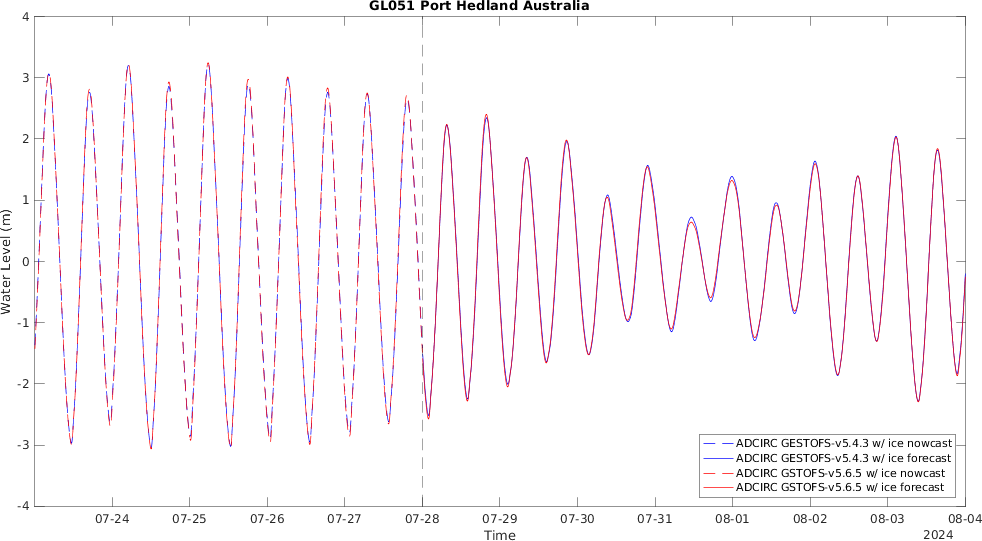 GL051 Port Hedland Australia
4
3
2
1
0
-1
-2
-3
-4
Water Level (m)
ADCIRC GESTOFS-v5.4.3 w/ ice nowcast
ADCIRC GESTOFS-v5.4.3 w/ ice forecast
ADCIRC GSTOFS-v5.6.5 w/ ice nowcast
ADCIRC GSTOFS-v5.6.5 w/ ice forecast
07-24 07-25 07-26 07-27 07-28 07-29 07-30 07-31 08-01 08-02 08-03 08-04
Time
2024